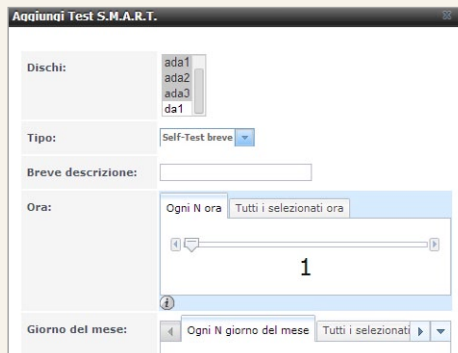 Aggiungi Test S.M.A.R.T.
Dischi:
ada1
ada2
ada3
da1
Tipo:
Self-Test breve
Breve descrizione:
Ora:
Ogni N ora
Tutti i selezionati ora
1
Giorno del mese:
Ogni N giorno del mese
Tutti i selezionati